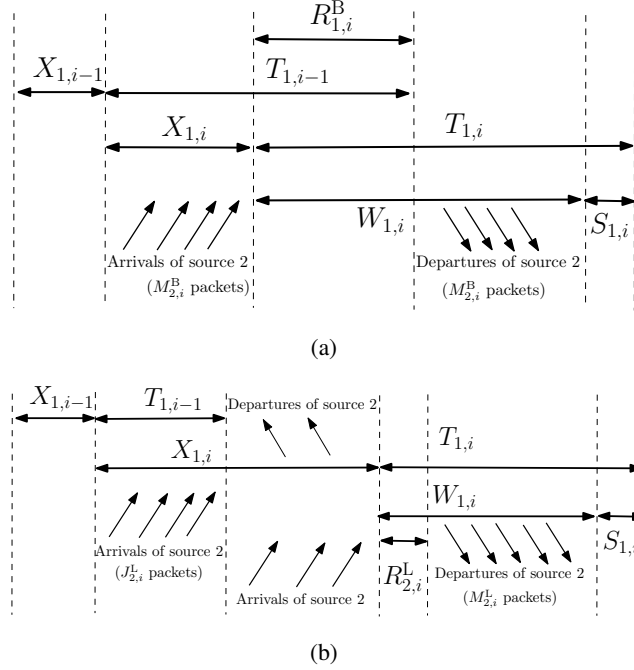 R^B_{1,i}
X_{1,i-1} T_{1,i-1}
X_{1,i} T_{1,i}
W_{1,i} S_{1,i}
Arrivals of source 2 Departures of source 2
(M^B_{2,i} packets) (M^B_{2,i} packets)
(a)
X_{1,i-1} T_{1,i-1} Departures of source 2
X_{1,i} T_{1,i}
W_{1,i}
Arrivals of source 2 R^L_{2,i} Departures of source 2 S_{1,
(J^L_{2,i} packets) Arrivals of source 2 (M^L_{2,i} packets)
(b)